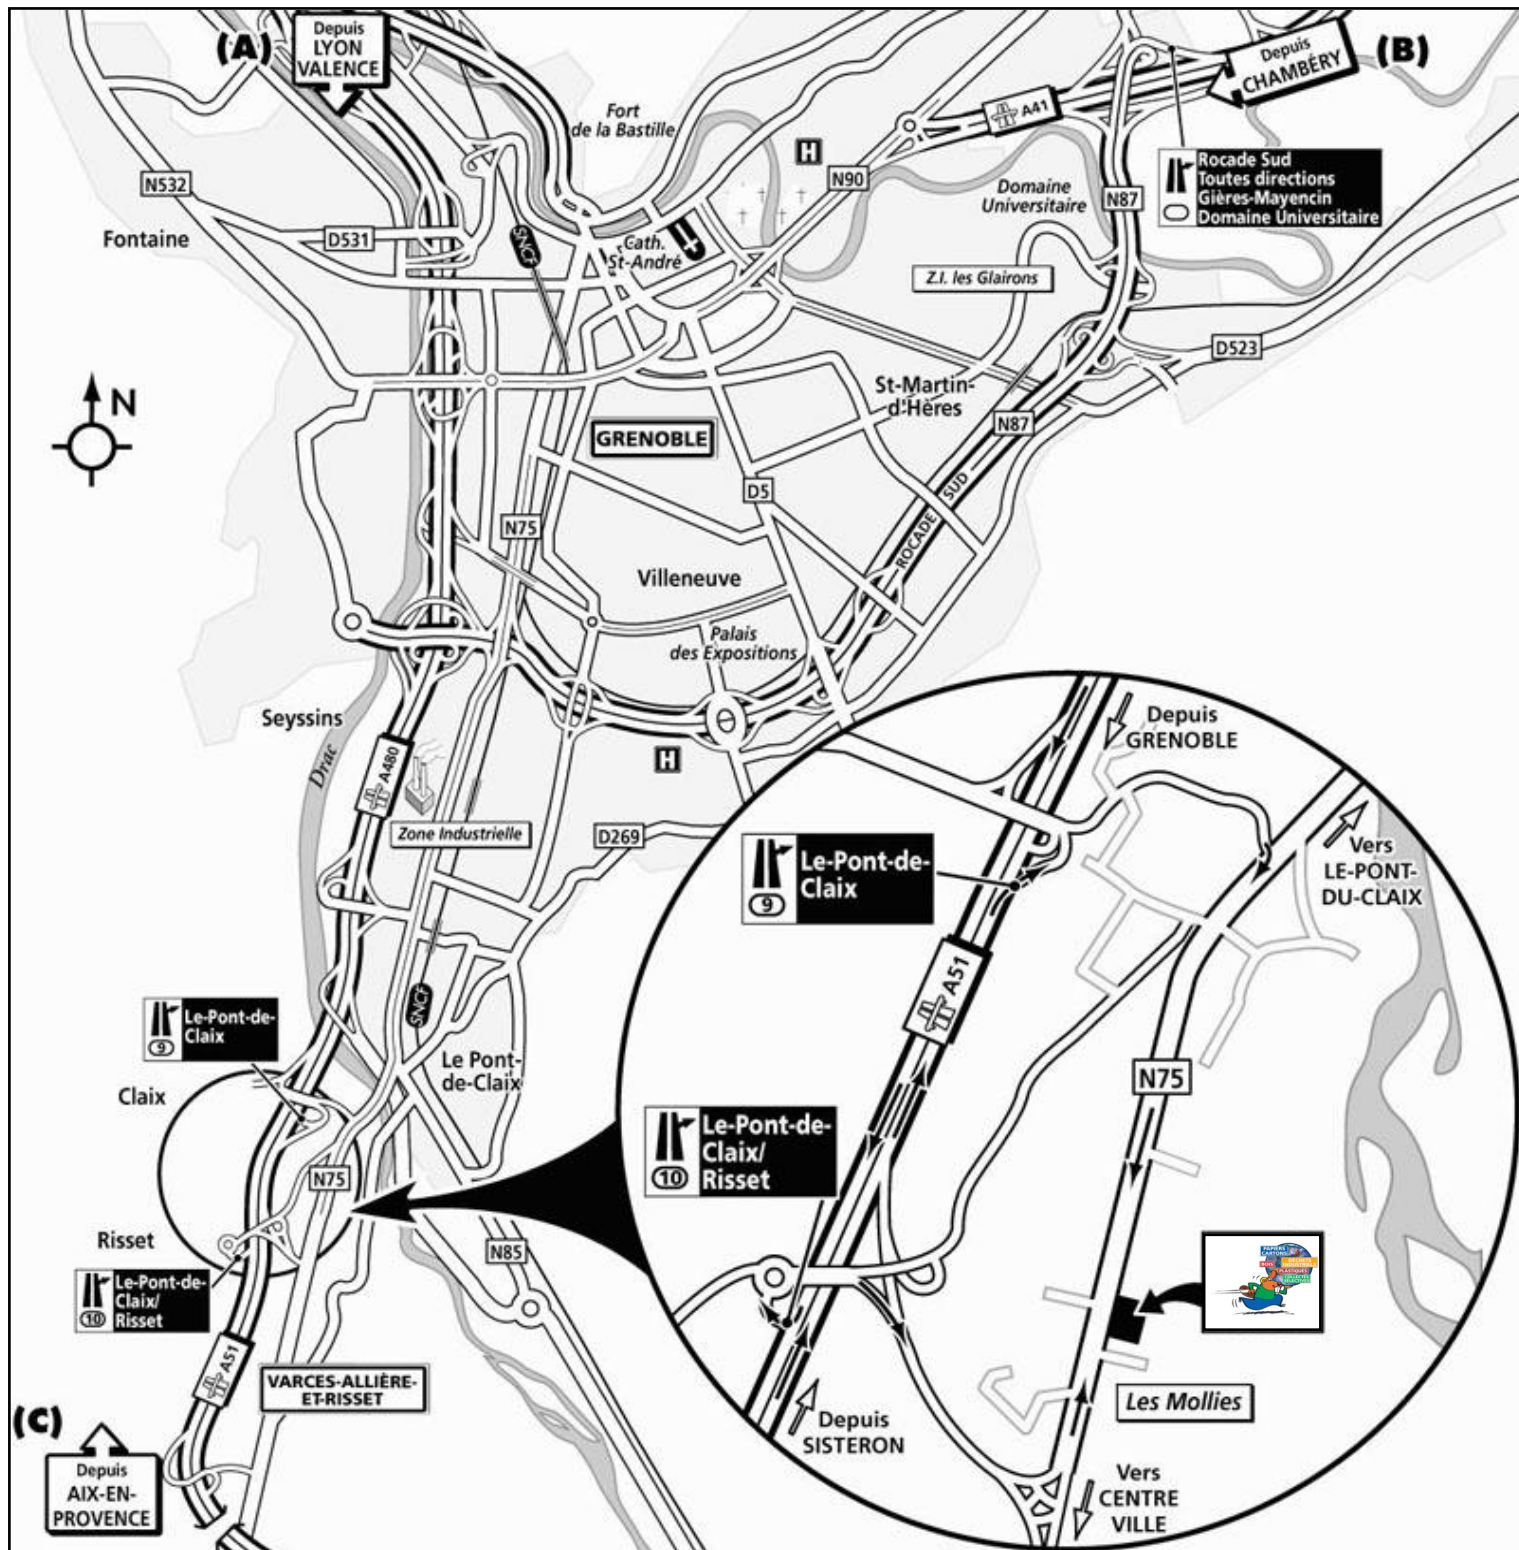 (A)
Depuis
LYON
VALENCE
Depuis
CHAMBÉRY
(B)
Fort
de la Bastille
A41
H
Rocade Sud
Toutes directions
Gières-Mayencin
Domaine Universitaire
N532
N90
Domaine
Universitaire
N87
Fontaine
D531
SNCF
Cath.
St-André
Z.I. les Glairons
D523
N
St-Martin-
d'Hères
N87
GRENOBLE
D5
ROCADE SUD
N75
Villeneuve
Palais
des Expositions
Seyssins
Drac
A480
H
Depuis
GRENOBLE
Zone Industrielle
D269
Le-Pont-de-
Claix
9
Vers
LE-PONT-
DU-CLAIX
A51
SNCF
Le-Pont-de-
Claix
9
Le Pont-
de-Claix
N75
Claix
Le-Pont-de-
Claix/
Risset
10
N75
Risset
N85
PAPIERS
CARTONS
BOIS
PLASTIQUES
Le-Pont-de-
Claix/
Risset
10
A51
VARCES-ALLIÈRE-
ET-RISSET
Les Mollies
(C)
Depuis
SISTERON
Depuis
AIX-EN-
PROVENCE
Vers
CENTRE
VILLE